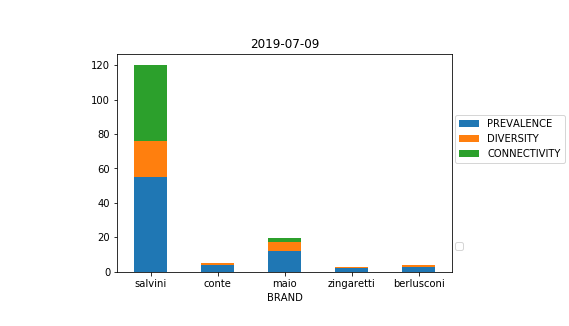 2019-07-09
120
100
80
60
40
20
0
salvini conte maio zingaretti berlusconi
BRAND
PREVALENCE
DIVERSITY
CONNECTIVITY